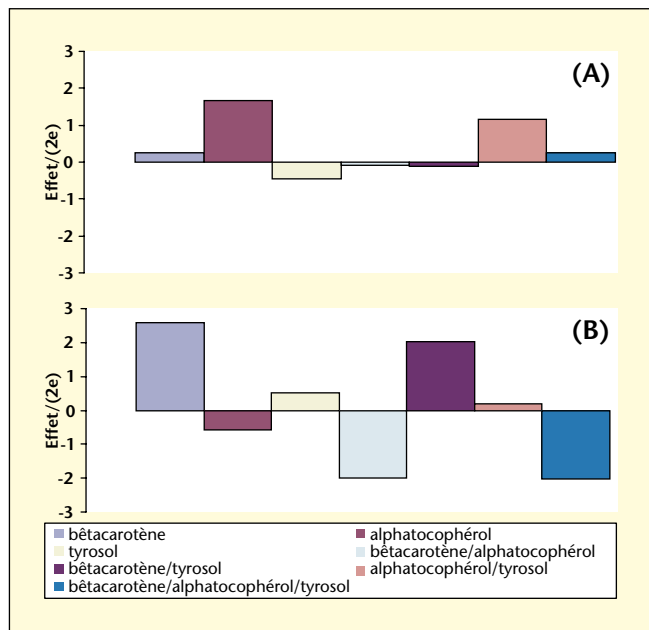 (A)
Effet/(2e)
3
2
1
0
-1
-2
-3
(B)
Effet/(2e)
3
2
1
0
-1
-2
-3
bêtacarotène
alphatocophérol
tyrosol
bêtacarotène/alphatocophérol
bêtacarotène/tyrosol
alphatocophérol/tyrosol
bêtacarotène/alphatocophérol/tyrosol